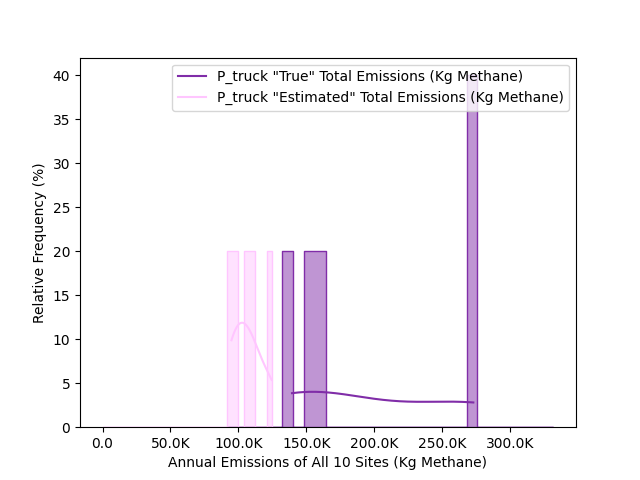 P_truck "True" Total Emissions (Kg Methane)
P_truck "Estimated" Total Emissions (Kg Methane)
40
35
30
25
20
15
10
5
0
Relative Frequency (%)
0.0 50.0K 100.0K 150.0K 200.0K 250.0K 300.0K
Annual Emissions of All 10 Sites (Kg Methane)